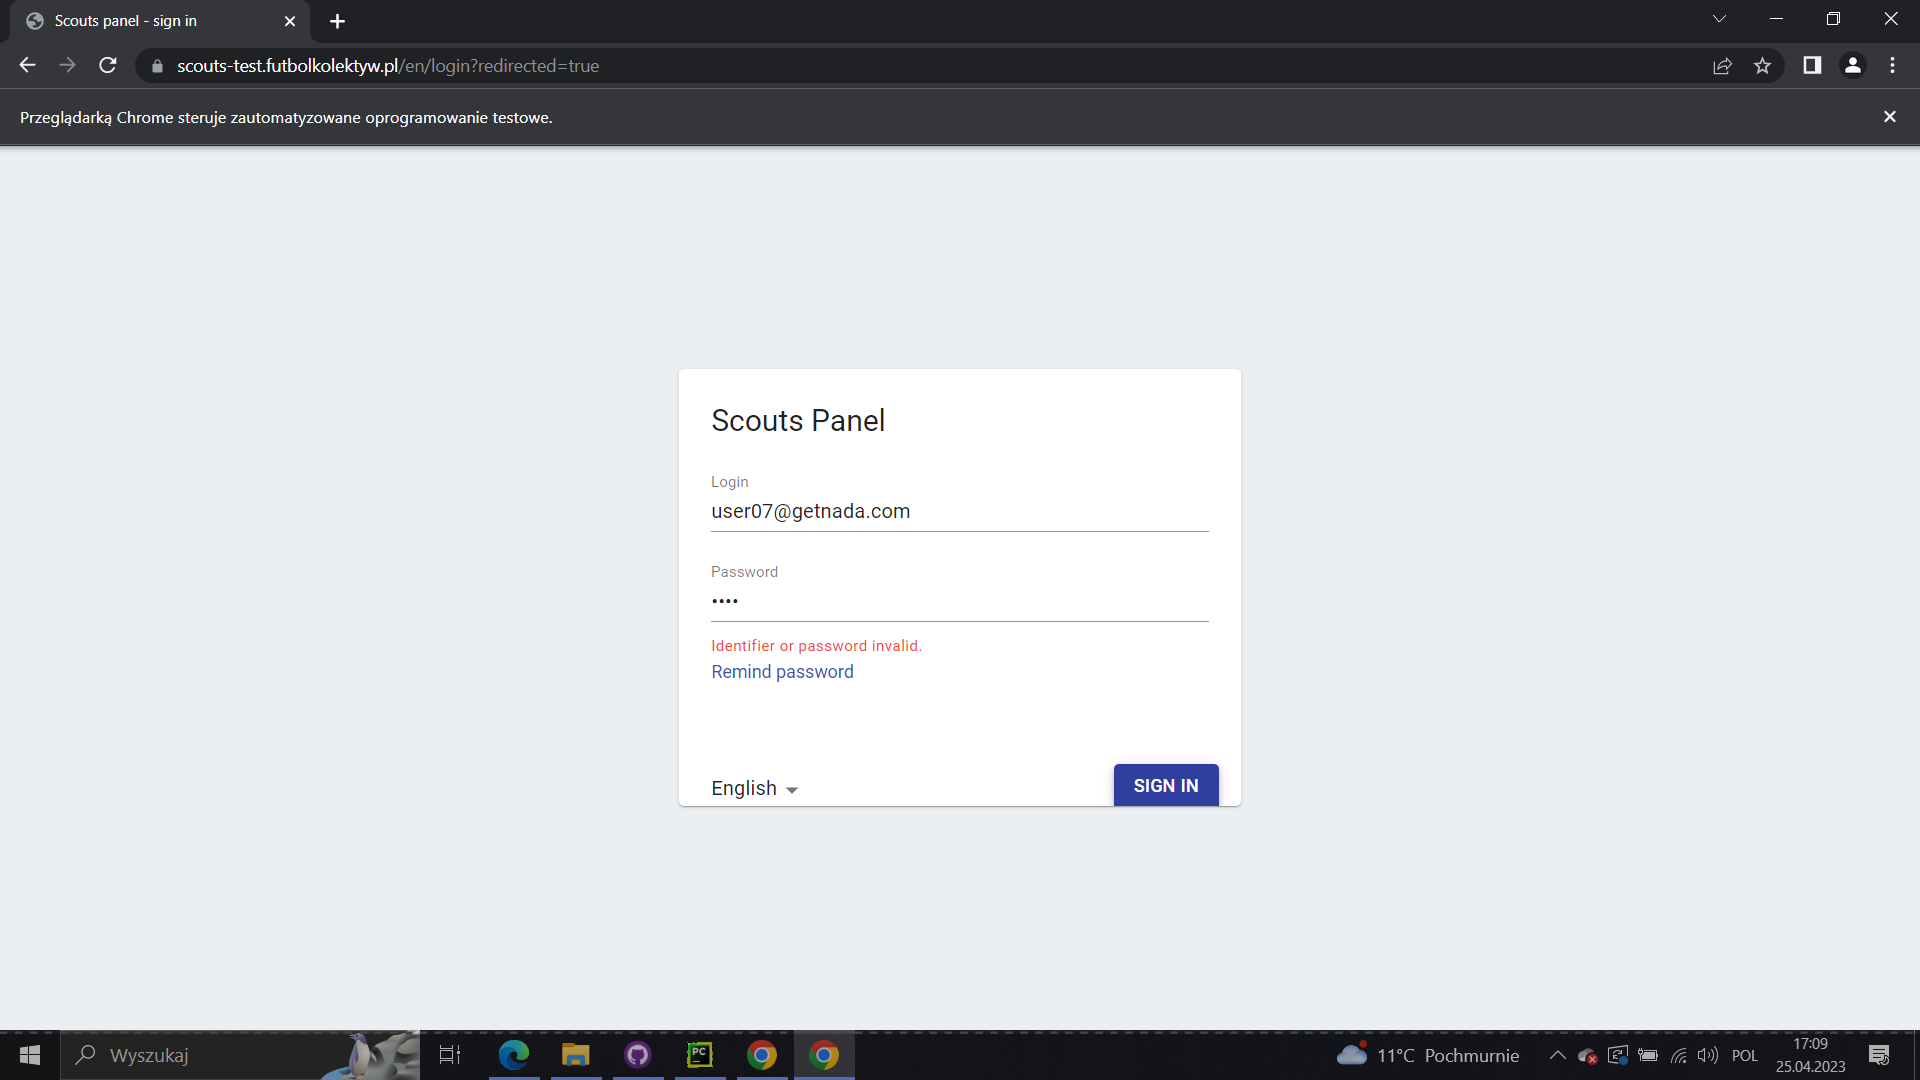 Scouts panel - sign in
scouts-test.futbolkolektyw.pl/en/login?redirected=true
Przeglądarką Chrome steruje zautomatyzowane oprogramowanie testowe.
Scouts Panel
Login
user07@getnada.com
Password
••••
Identifier or password invalid.
Remind password
English
SIGN IN
Wyszukaj
PC
11°C Pochmurnie
POL
17:09
25.04.2023